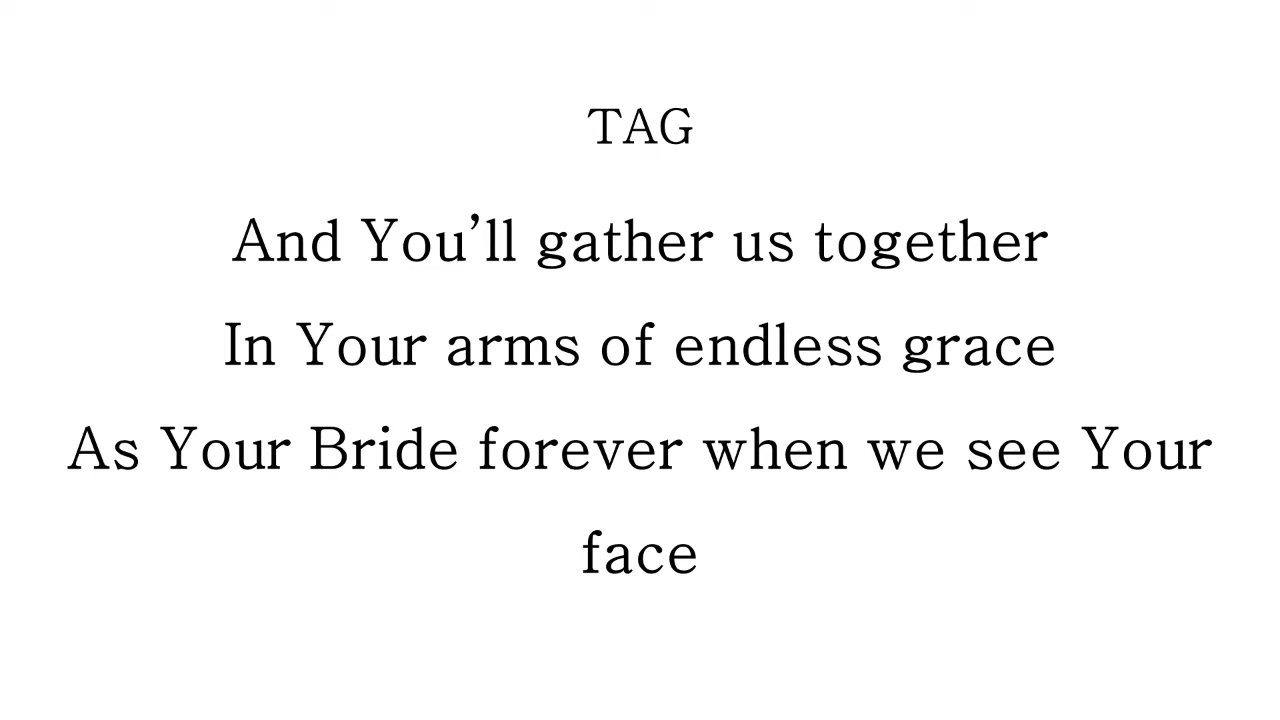 TAG
And You’ll gather us together
In Your arms of endless grace
As Your Bride forever when we see Your
face